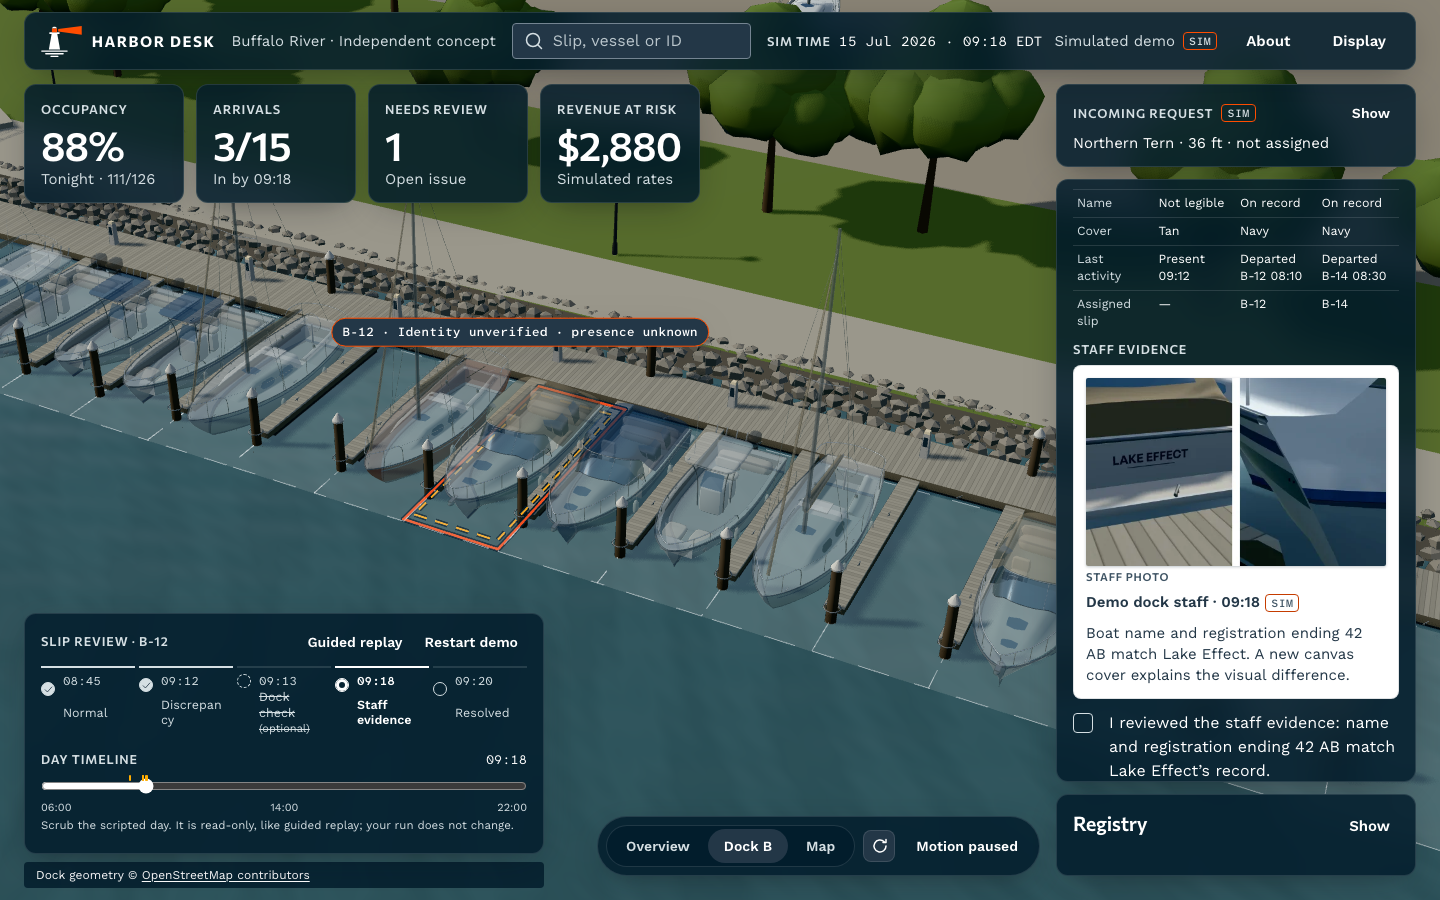 HARBOR DESK
Buffalo River · Independent concept
Slip, vessel or ID
SIM TIME 15 Jul 2026 · 09:18 EDT
Simulated demo SIM
About
Display
OCCUPANCY
88%
Tonight · 111/126
ARRIVALS
3/15
In by 09:18
NEEDS REVIEW
1
Open issue
REVENUE AT RISK
$2,880
Simulated rates
INCOMING REQUEST SIM
Show
Northern Tern · 36 ft · not assigned
Name Not legible On record On record
Cover Tan Navy Navy
Last Present Departed Departed
activity 09:12 B-12 08:10 B-14 08:30
Assigned — B-12 B-14
slip
STAFF EVIDENCE
LAKE EFFECT
STAFF PHOTO
Demo dock staff · 09:18 SIM
Boat name and registration ending 42
AB match Lake Effect. A new canvas
cover explains the visual difference.
I reviewed the staff evidence: name
and registration ending 42 AB match
Lake Effect’s record.
Registry
Show
B-12 · Identity unverified · presence unknown
SLIP REVIEW · B-12
Guided replay
Restart demo
08:45
Normal
09:12
Discrepan
cy
09:13
Dock
check
(optional)
09:18
Staff
evidence
09:20
Resolved
DAY TIMELINE
09:18
06:00 14:00 22:00
Scrub the scripted day. It is read-only, like guided replay; your run does not change.
Dock geometry © OpenStreetMap contributors
Overview
Dock B
Map
Motion paused